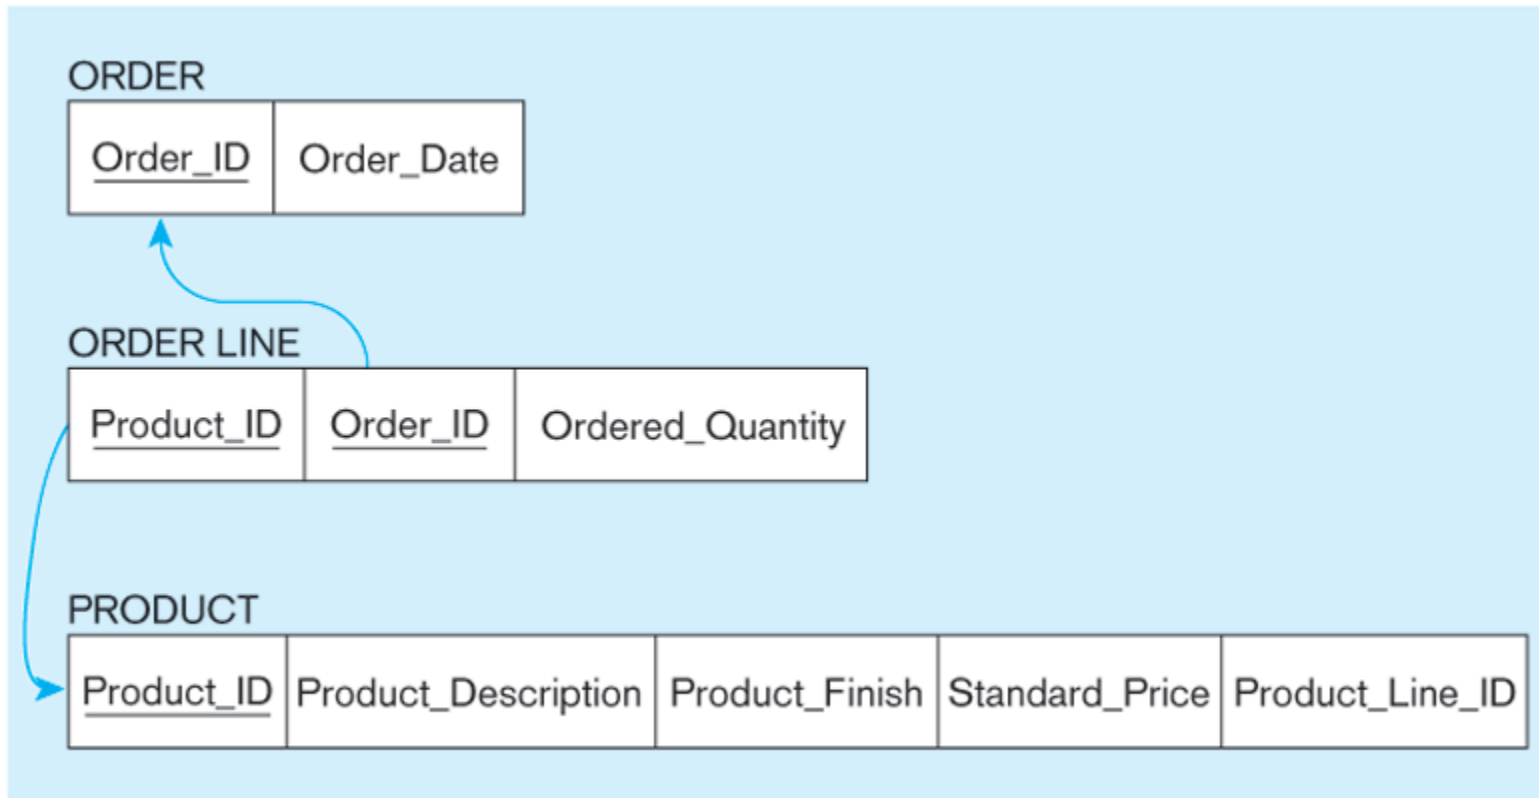 ORDER
Order_ID Order_Date
ORDER LINE
Product_ID Order_ID Ordered_Quantity
PRODUCT
Product_ID Product_Description Product_Finish Standard_Price Product_Line_ID